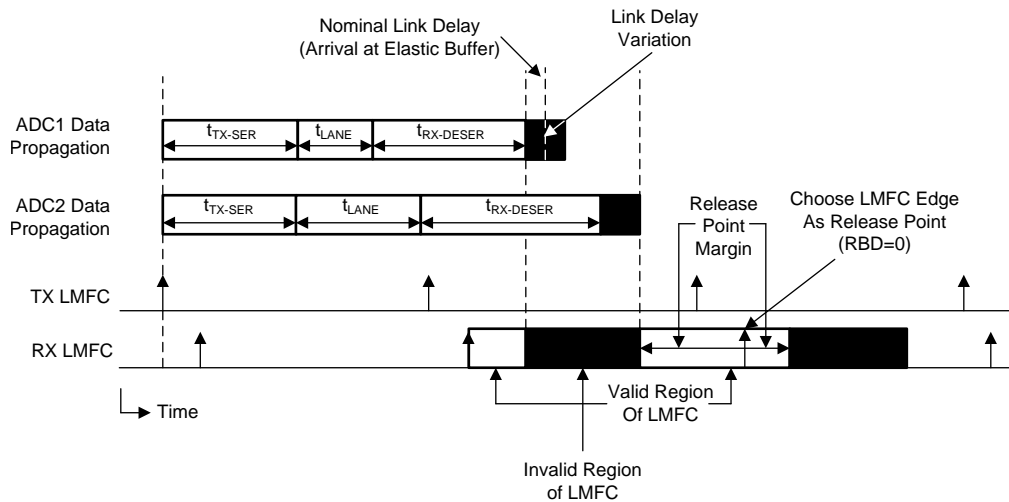 Nominal Link Delay
(Arrival at Elastic Buffer)
Link Delay
Variation
ADC1 Data
Propagation
tTX-SER
tLANE
tRX-DESER
ADC2 Data
Propagation
tTX-SER
tLANE
tRX-DESER
Release
Point
Margin
Choose LMFC Edge
As Release Point
(RBD=0)
TX LMFC
RX LMFC
Time
Valid Region
Of LMFC
Invalid Region
of LMFC